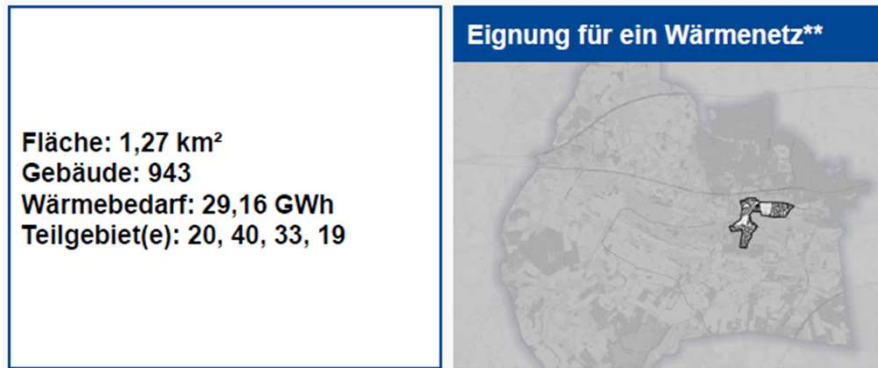 Fläche: 1,27 km²
Gebäude: 943
Wärmebedarf: 29,16 GWh
Teilgebiet(e): 20, 40, 33, 19
Eignung für ein Wärmenetz**